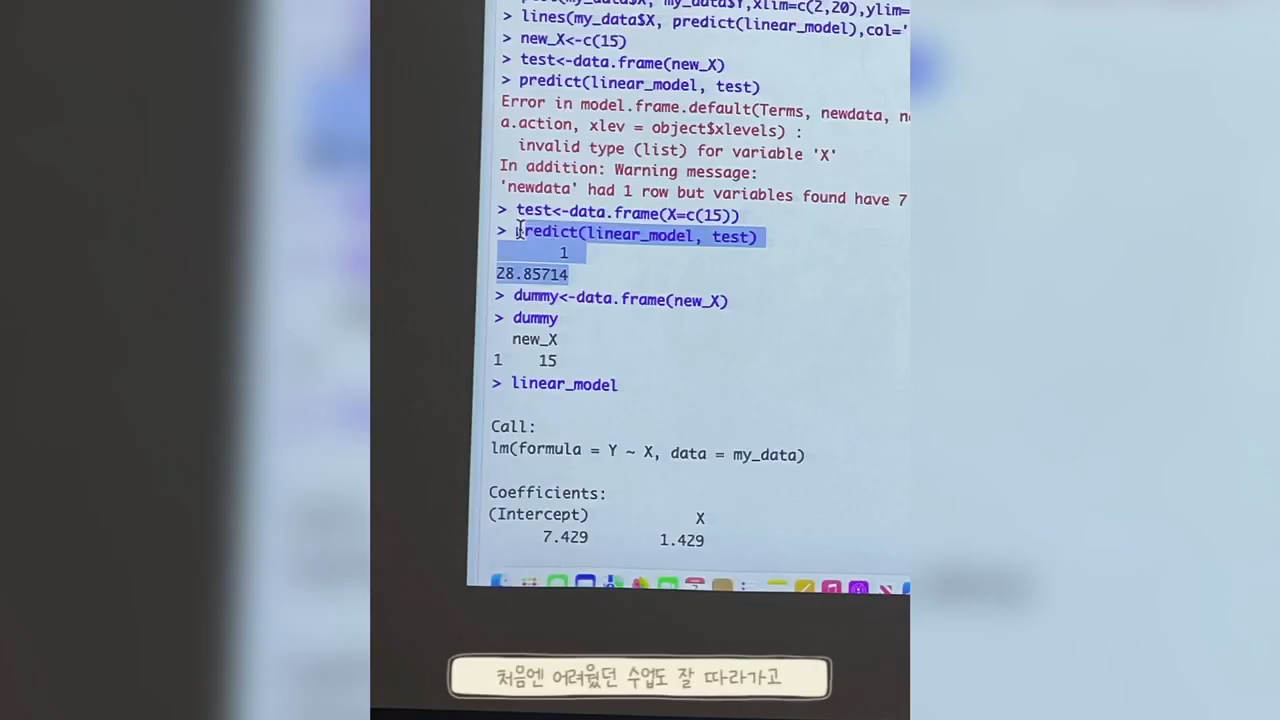 > lines(my_data$X, predict(linear_model),col='
> new_X<-c(15)
> test<-data.frame(new_X)
> predict(linear_model, test)
Error in model.frame.default(Terms, newdata, n
a.action, xlev = object$xlevels) :
invalid type (list) for variable 'X'
In addition: Warning message:
'newdata' had 1 row but variables found have 7
> test<-data.frame(X=c(15))
> predict(linear_model, test)
1
28.85714
> dummy<-data.frame(new_X)
> dummy
new_X
1 15
> linear_model
Call:
lm(formula = Y ~ X, data = my_data)
Coefficients:
(Intercept) X
7.429 1.429
처음엔 어려웠던 수업도 잘 따라가고